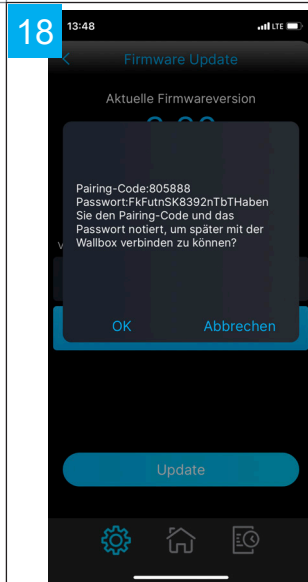 18
13:48
LTE
Firmware Update
Aktuelle Firmwareversion
Pairing-Code:805888
Passwort:FkFutnSK8392nTbTHaben
Sie den Pairing-Code und das
Passwort notiert, um später mit der
Wallbox verbinden zu können?
OK Abbrechen
Update